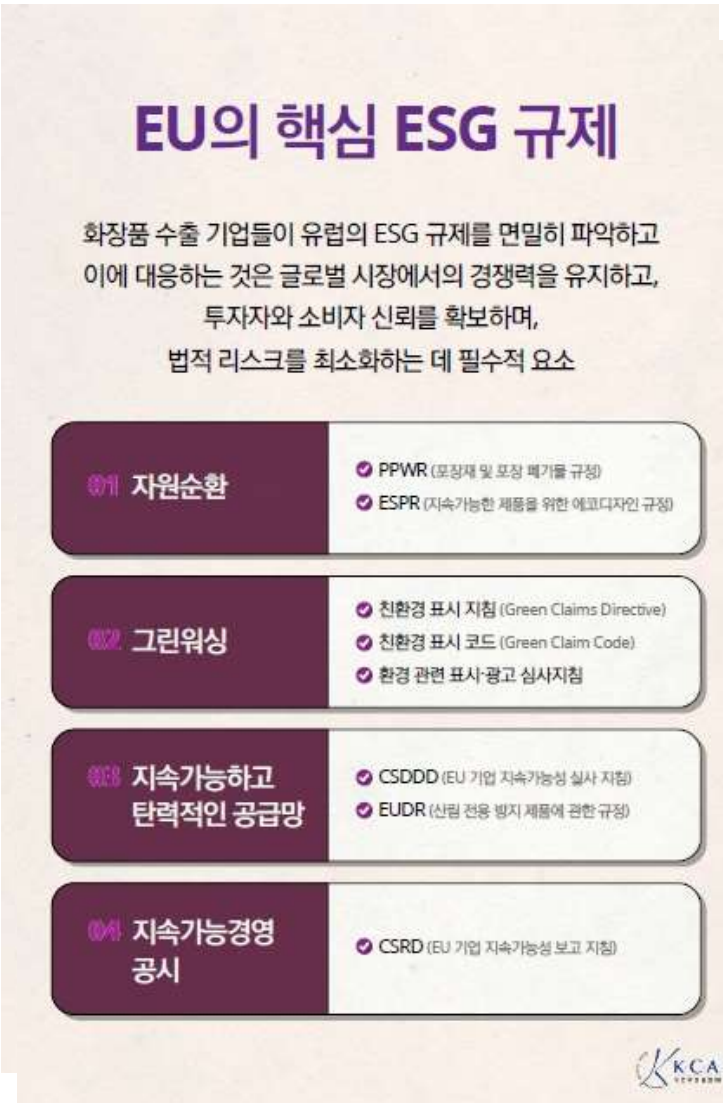 EU의 핵심 ESG 규제
화장품 수출 기업들이 유럽의 ESG 규제를 면밀히 파악하고
이에 대응하는 것은 글로벌 시장에서의 경쟁력을 유지하고,
투자자와 소비자 신뢰를 확보하며,
법적 리스크를 최소화하는 데 필수적 요소
01 자원순환
PPWR (포장재 및 포장 폐기물 규정)
ESPR (지속가능한 제품을 위한 에코디자인 규정)
02 그린워싱
친환경 표시 지침 (Green Claims Directive)
친환경 표시 코드 (Green Claim Code)
환경 관련 표시·광고 심사지침
03 지속가능하고
탄력적인 공급망
CSDDD (EU 기업 지속가능성 실사 지침)
EUDR (산림 전용 방지 제품에 관한 규정)
04 지속가능경영
공시
CSRD (EU 기업 지속가능성 보고 지침)
KCA